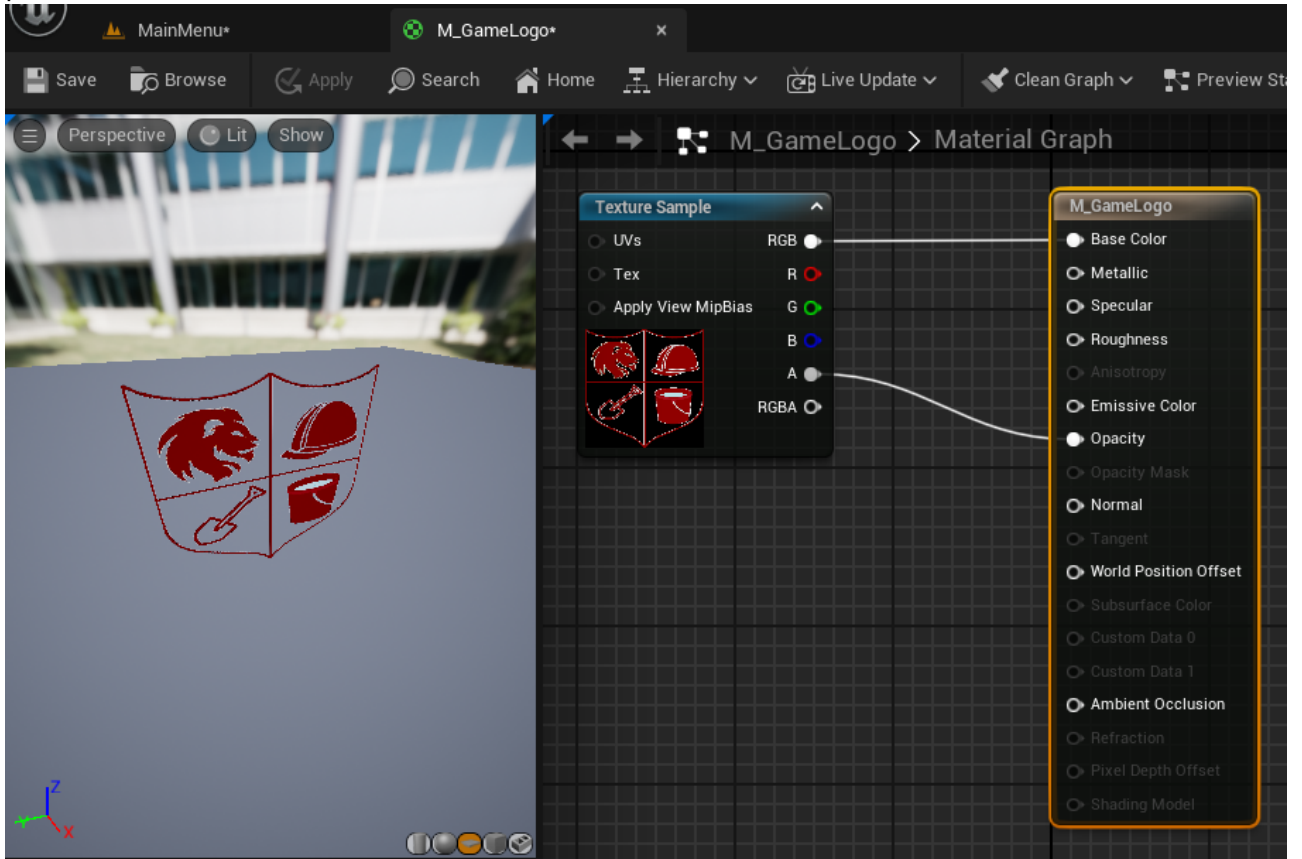 MainMenu*
M_GameLogo*
Save Browse Apply Search Home Hierarchy Live Update Clean Graph Preview
Perspective Lit Show
M_GameLogo > Material Graph
Texture Sample
UVs RGB
Tex R
Apply View MipBias G
B
A
RGBA
M_GameLogo
Base Color
Metallic
Specular
Roughness
Anisotropy
Emissive Color
Opacity
Opacity Mask
Normal
Tangent
World Position Offset
Subsurface Color
Custom Data 0
Custom Data 1
Ambient Occlusion
Refraction
Pixel Depth Offset
Shading Model
Z
X